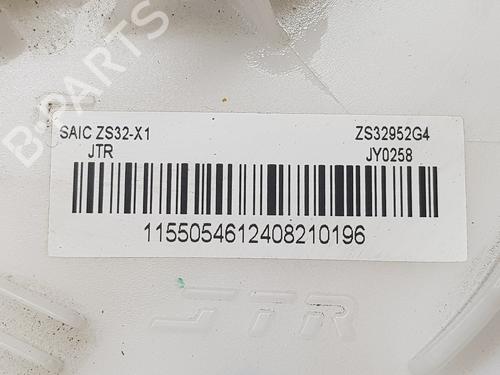 B-PARTS
SAIC ZS32-X1 ZS32952G4
JTR JY0258
1155054612408210196
JTR